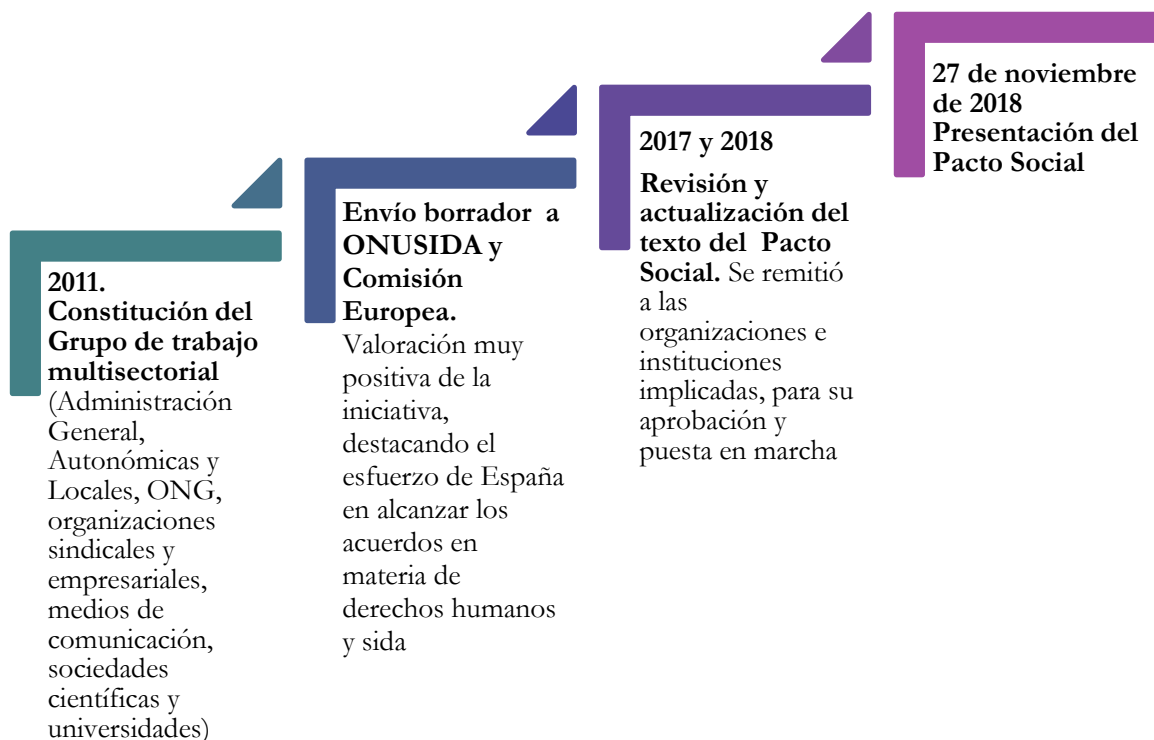 2011.
Constitución del
Grupo de trabajo
multisectorial
(Administración
General,
Autonómicas y
Locales, ONG,
organizaciones
sindicales y
empresariales,
medios de
comunicación,
sociedades
científicas y
universidades)
Envío borrador a
ONUSIDA y
Comisión
Europea.
Valoración muy
positiva de la
iniciativa,
destacando el
esfuerzo de España
en alcanzar los
acuerdos en
materia de
derechos humanos
y sida
2017 y 2018
Revisión y
actualización del
texto del Pacto
Social. Se remitió
a las
organizaciones e
instituciones
implicadas, para su
aprobación y
puesta en marcha
27 de noviembre
de 2018
Presentación del
Pacto Social